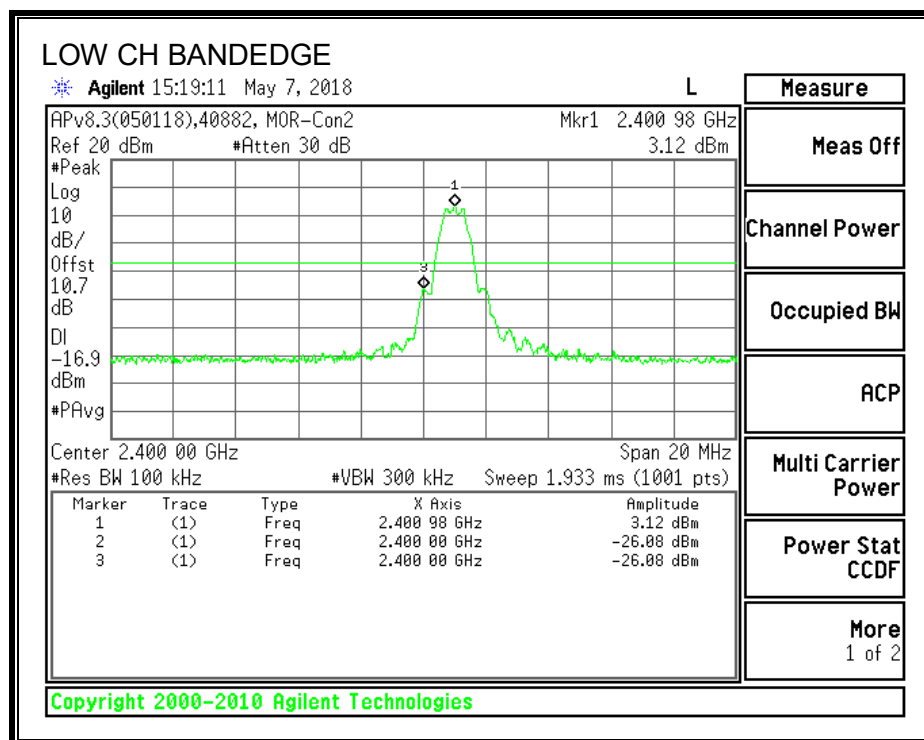 LOW CH BANDEDGE
Agilent 15:19:11 May 7, 2018 L
APv8.3(050118),40882, MOR-Con2 Mkr1 2.400 98 GHz
Ref 20 dBm #Atten 30 dB 3.12 dBm
#Peak
Log
10
dB/
Offst
10.7
dB
DI
-16.9
dBm
#PAvg
1
3
Center 2.400 00 GHz Span 20 MHz
#Res BW 100 kHz #VBW 300 kHz Sweep 1.933 ms (1001 pts)
Marker Trace Type X Axis Amplitude
1 (1) Freq 2.400 98 GHz 3.12 dBm
2 (1) Freq 2.400 00 GHz -26.08 dBm
3 (1) Freq 2.400 00 GHz -26.08 dBm
Measure
Meas Off
Channel Power
Occupied BW
ACP
Multi Carrier
Power
Power Stat
CCDF
More
1 of 2
Copyright 2000-2010 Agilent Technologies